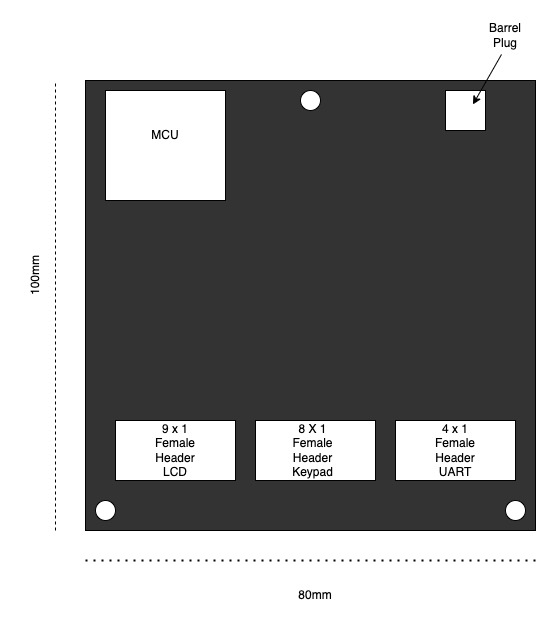 Barrel
Plug
MCU
100mm
9 x 1
Female
Header
LCD
8 X 1
Female
Header
Keypad
4 x 1
Female
Header
UART
80mm